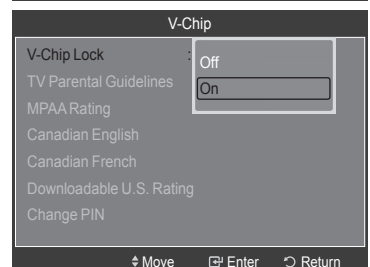 V-Chip
V-Chip Lock : Off
On
TV Parental Guidelines
MPAA Rating
Canadian English
Canadian French
Downloadable U.S. Rating
Change PIN
Move Enter Return